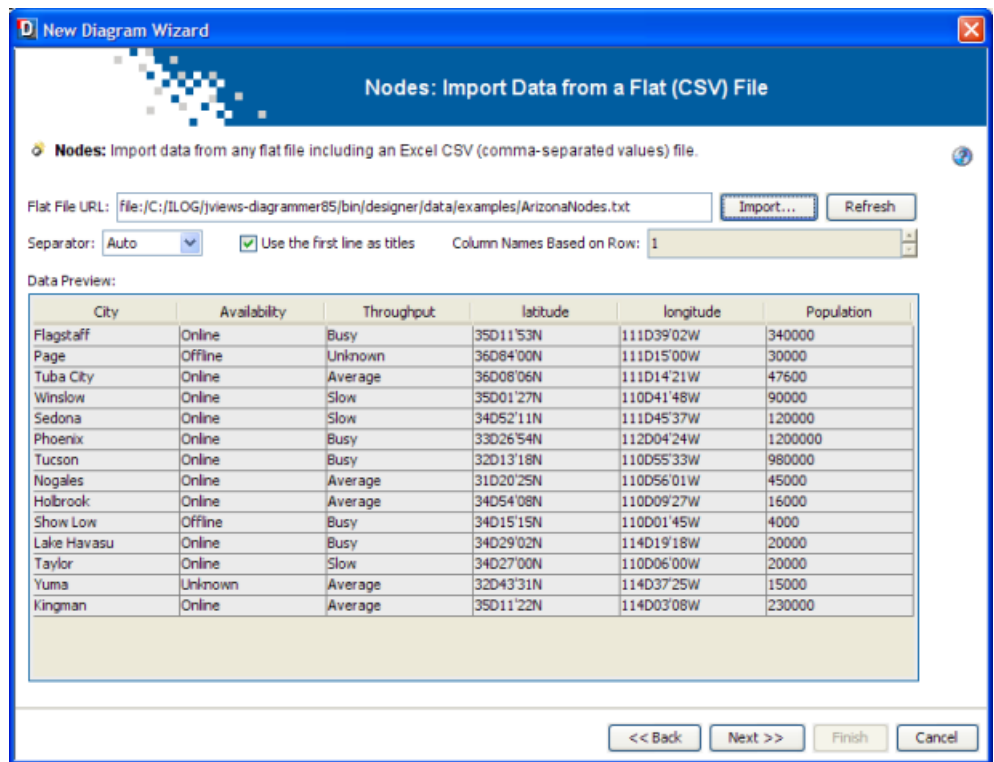 New Diagram Wizard
Nodes: Import Data from a Flat (CSV) File
Nodes: Import data from any flat file including an Excel CSV (comma-separated values) file.
Flat File URL: file:/C:/ILOG/jviews-diagrammer85/bin/designer/data/examples/ArizonaNodes.txt Import... Refresh
Separator: Auto Use the first line as titles Column Names Based on Row: 1
Data Preview:
City Availability Throughput latitude longitude Population
Flagstaff Online Busy 35D11'53N 111D39'02W 340000
Page Offline Unknown 36D84'00N 111D15'00W 30000
Tuba City Online Average 36D08'06N 111D14'21W 47600
Winslow Online Slow 35D01'27N 110D41'48W 90000
Sedona Online Slow 34D52'11N 111D45'37W 120000
Phoenix Online Busy 33D26'54N 112D04'24W 1200000
Tucson Online Busy 32D13'18N 110D55'33W 980000
Nogales Online Average 31D20'25N 110D56'01W 45000
Holbrook Online Average 34D54'08N 110D09'27W 16000
Show Low Offline Busy 34D15'15N 110D01'45W 4000
Lake Havasu Online Busy 34D29'02N 114D19'18W 20000
Taylor Online Slow 34D27'00N 110D06'00W 20000
Yuma Unknown Average 32D43'31N 114D37'25W 15000
Kingman Online Average 35D11'22N 114D03'08W 230000
<< Back Next >> Finish Cancel